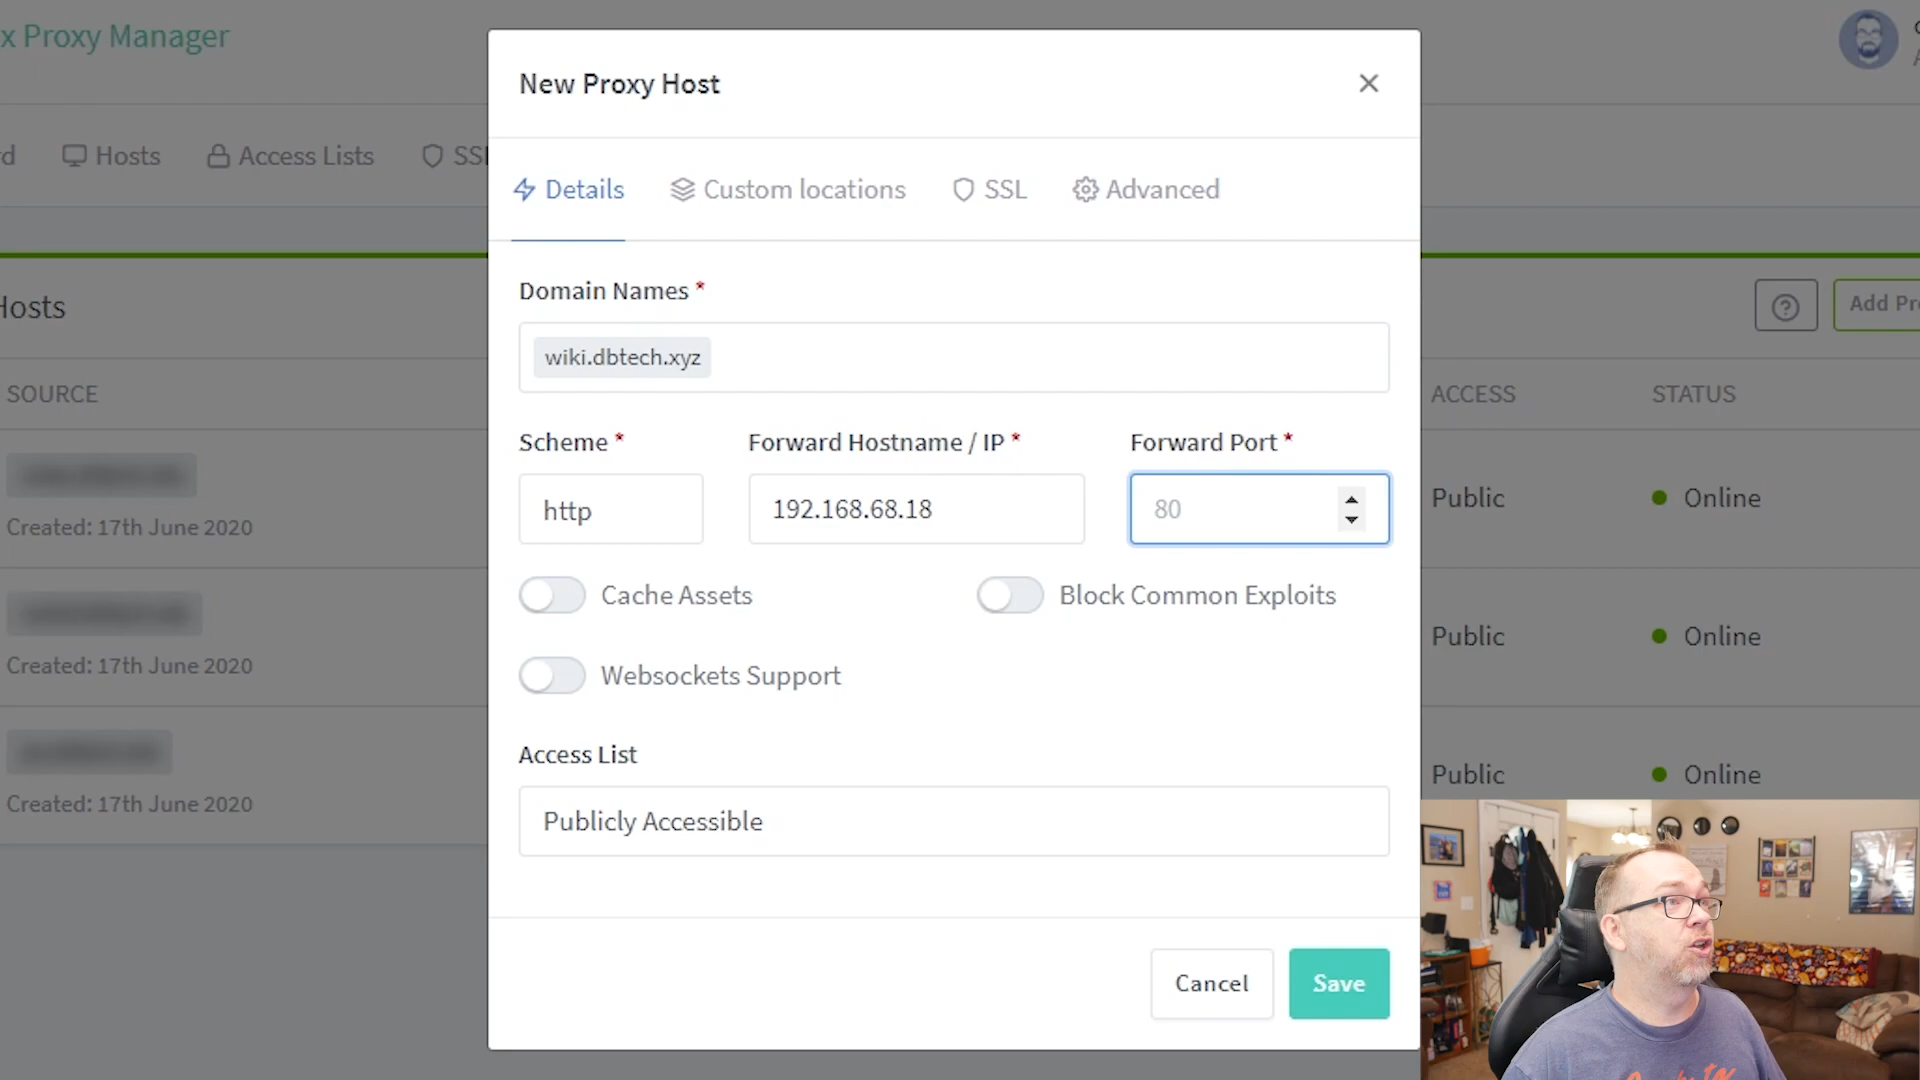 x Proxy Manager
d
Hosts
Access Lists
SSL
Hosts
Add Pro
SOURCE
ACCESS
STATUS
Created: 17th June 2020
Public
Online
Created: 17th June 2020
Public
Online
Created: 17th June 2020
Public
Online
New Proxy Host
Details
Custom locations
SSL
Advanced
Domain Names *
wiki.dbtech.xyz
Scheme *
Forward Hostname / IP *
Forward Port *
http
192.168.68.18
80
Cache Assets
Block Common Exploits
Websockets Support
Access List
Publicly Accessible
Cancel
Save